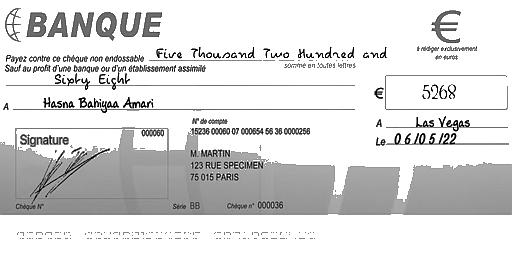 BANQUE
€
à rédiger exclusivement
en euros
Payez contre ce chèque non endossable Five Thousand Two Hundred and
Sauf au profit d'une banque ou d'un établissement assimilé
somme en toutes lettres
Sixty Eight
€ 5268
A Hasna Bahiyaa Amari
A Las Vegas
Le 06/05/22
Signature
000060
N° de compte
15236 00060 07 000654 56 36 0000256
M. MARTIN
123 RUE SPECIMEN
75 015 PARIS
Chèque N°
Série BB
Chèque n° 000036